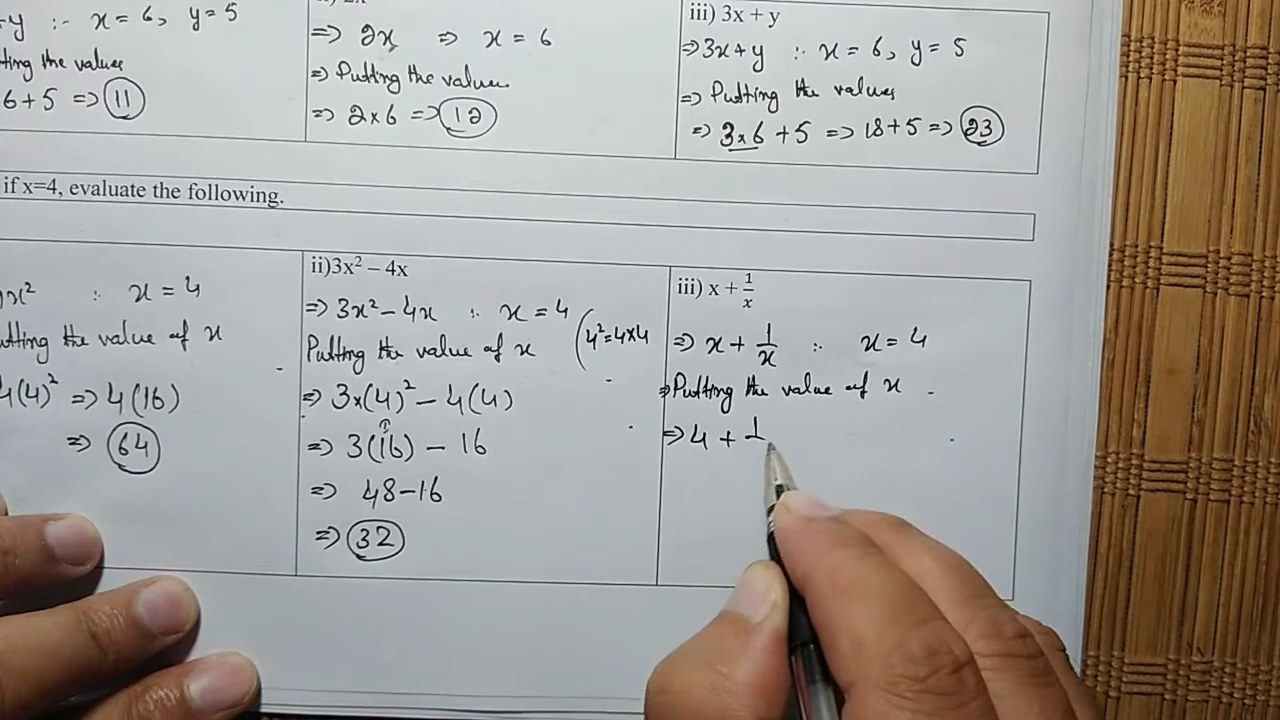 +y ∵ x = 6, y = 5
the values
6+5 ⇒ 11
⇒ 2x ⇒ x = 6
⇒ Putting the values
⇒ 2×6 ⇒ 12
iii) 3x + y
⇒ 3x+y ∵ x = 6, y = 5
⇒ Putting the values
⇒ 3×6 +5 ⇒ 18+5 ⇒ 23
if x=4, evaluate the following.
x² ∵ x = 4
the value of x
4(4)² ⇒ 4(16)
⇒ 64
ii)3x² – 4x
⇒ 3x² – 4x ∵ x = 4
Putting the value of x (4²=4×4
⇒ 3×(4)² – 4(4)
⇒ 3(16) – 16
⇒ 48–16
⇒ 32
iii) x + 1/x
⇒ x + 1/x ∵ x = 4
⇒ Putting the value of x
⇒ 4 + 1